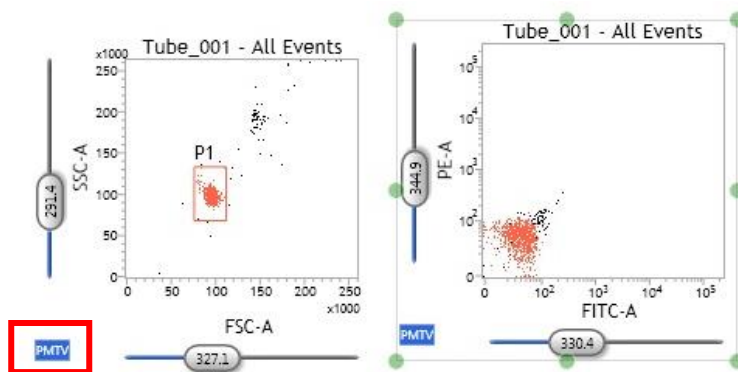 Tube_001 - All Events
x1000
250
200
150
100
50
0
SSC-A
P1
291.4
0 50 100 150 200 250
x1000
FSC-A
PMTV
327.1
Tube_001 - All Events
10^5
10^4
10^3
10^2
0
PE-A
344.9
0 10^2 10^3 10^4 10^5
FITC-A
PMTV
330.4